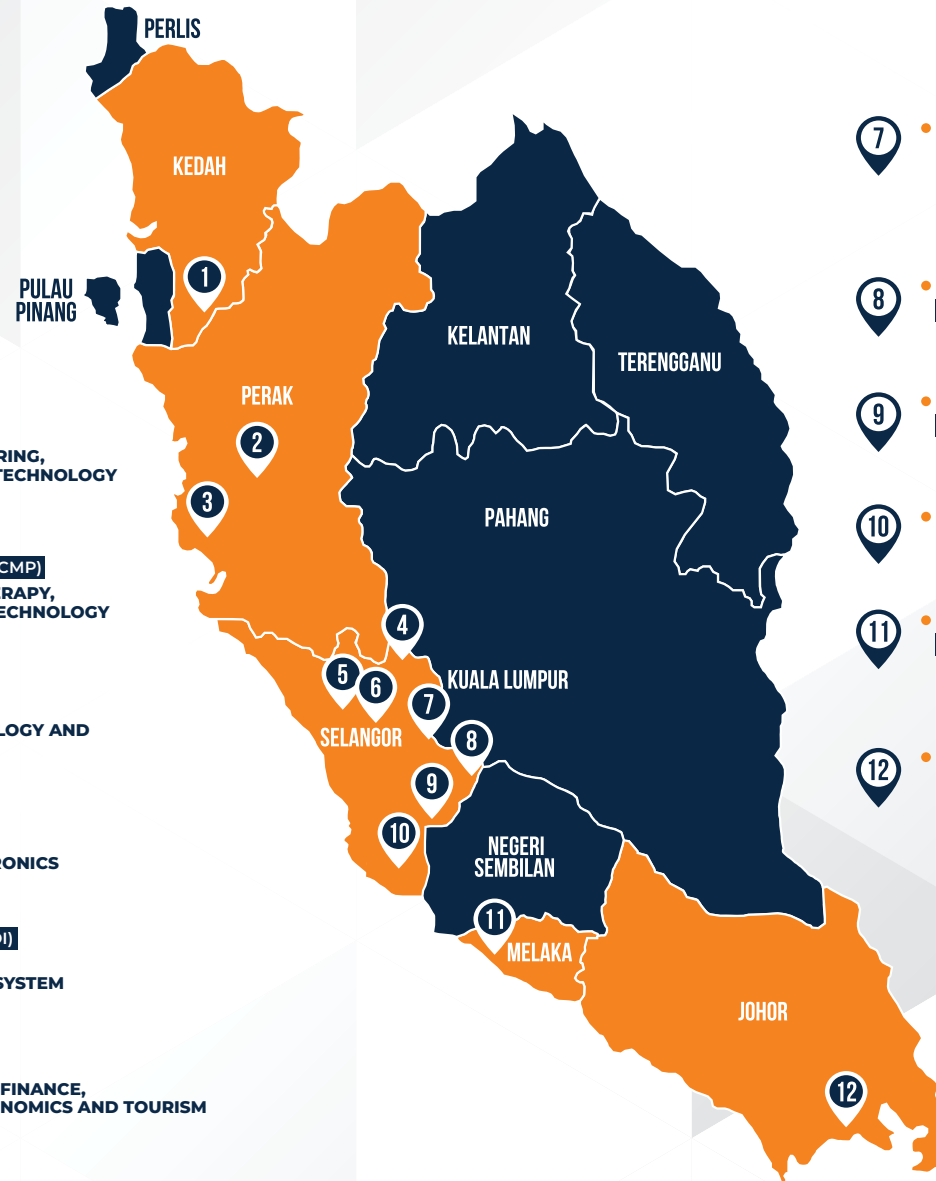 PERLIS
KEDAH
1
PULAU
PINANG
KELANTAN
TERENGGANU
PERAK
2
3
PAHANG
4
KUALA LUMPUR
5
6
7
SELANGOR
8
9
10
NEGERI
SEMBILAN
11
MELAKA
JOHOR
12
RING,
TECHNOLOGY
CMP)
RAPY,
ECHNOLOGY
LOGY AND
RONICS
I)
SYSTEM
FINANCE,
NOMICS AND TOURISM
7
8
9
10
11
12